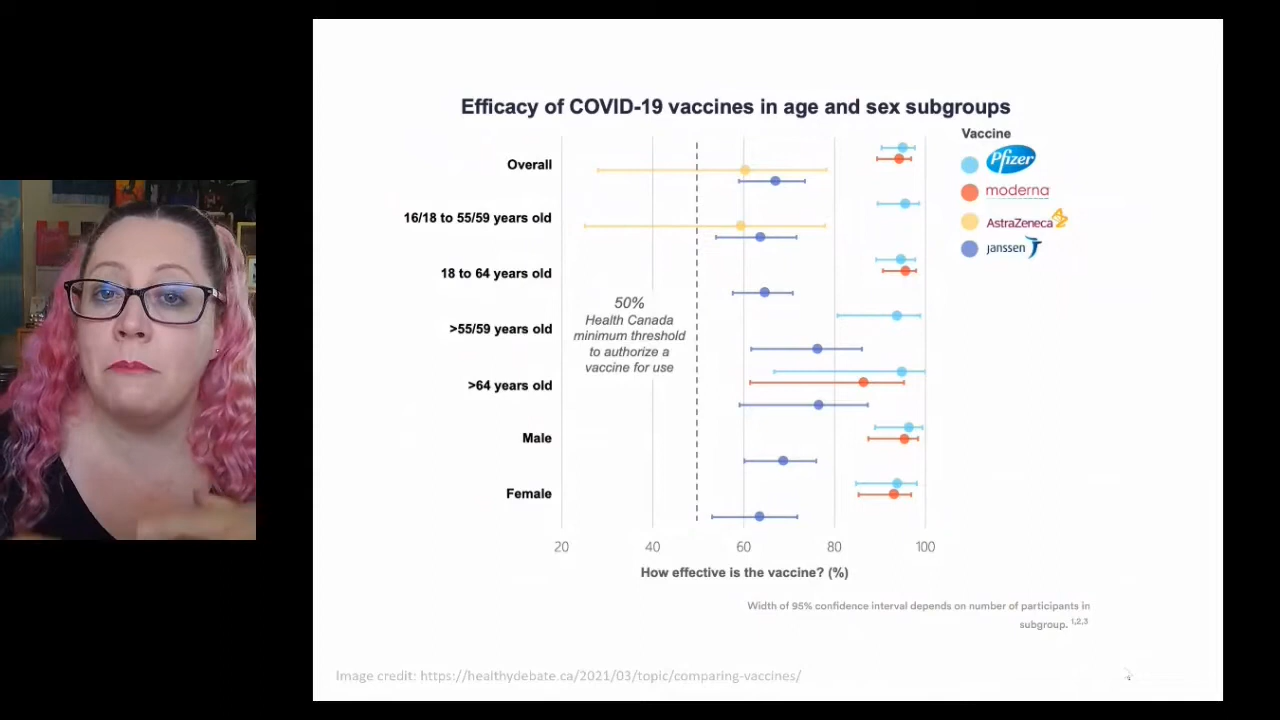 Efficacy of COVID-19 vaccines in age and sex subgroups
Vaccine
Pfizer
moderna
AstraZeneca
janssen
Overall
16/18 to 55/59 years old
18 to 64 years old
>55/59 years old
>64 years old
Male
Female
50%
Health Canada
minimum threshold
to authorize a
vaccine for use
20 40 60 80 100
How effective is the vaccine? (%)
Width of 95% confidence interval depends on number of participants in
subgroup. 1,2,3
Image credit: https://healthydebate.ca/2021/03/topic/comparing-vaccines/